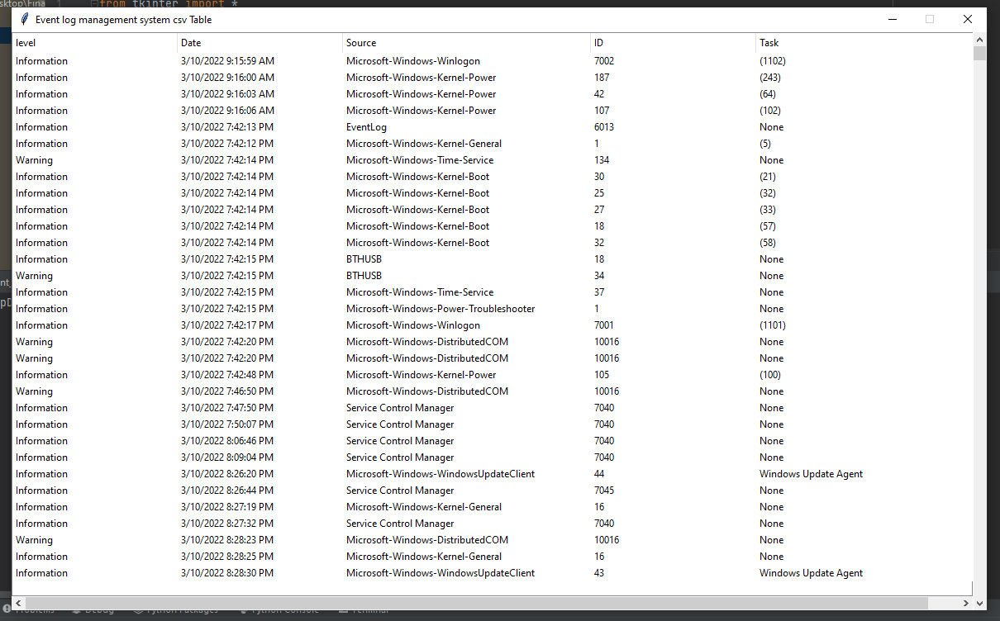 from tkinter import *
Event log management system csv Table
level Date Source ID Task
Information 3/10/2022 9:15:59 AM Microsoft-Windows-Winlogon 7002 (1102)
Information 3/10/2022 9:16:00 AM Microsoft-Windows-Kernel-Power 187 (243)
Information 3/10/2022 9:16:03 AM Microsoft-Windows-Kernel-Power 42 (64)
Information 3/10/2022 9:16:06 AM Microsoft-Windows-Kernel-Power 107 (102)
Information 3/10/2022 7:42:13 PM EventLog 6013 None
Information 3/10/2022 7:42:12 PM Microsoft-Windows-Kernel-General 1 (5)
Warning 3/10/2022 7:42:14 PM Microsoft-Windows-Time-Service 134 None
Information 3/10/2022 7:42:14 PM Microsoft-Windows-Kernel-Boot 30 (21)
Information 3/10/2022 7:42:14 PM Microsoft-Windows-Kernel-Boot 25 (32)
Information 3/10/2022 7:42:14 PM Microsoft-Windows-Kernel-Boot 27 (33)
Information 3/10/2022 7:42:14 PM Microsoft-Windows-Kernel-Boot 18 (57)
Information 3/10/2022 7:42:14 PM Microsoft-Windows-Kernel-Boot 32 (58)
Information 3/10/2022 7:42:15 PM BTHUSB 18 None
Warning 3/10/2022 7:42:15 PM BTHUSB 34 None
Information 3/10/2022 7:42:15 PM Microsoft-Windows-Time-Service 37 None
Information 3/10/2022 7:42:15 PM Microsoft-Windows-Power-Troubleshooter 1 None
Information 3/10/2022 7:42:17 PM Microsoft-Windows-Winlogon 7001 (1101)
Warning 3/10/2022 7:42:20 PM Microsoft-Windows-DistributedCOM 10016 None
Warning 3/10/2022 7:42:20 PM Microsoft-Windows-DistributedCOM 10016 None
Information 3/10/2022 7:42:48 PM Microsoft-Windows-Kernel-Power 105 (100)
Warning 3/10/2022 7:46:50 PM Microsoft-Windows-DistributedCOM 10016 None
Information 3/10/2022 7:47:50 PM Service Control Manager 7040 None
Information 3/10/2022 7:50:07 PM Service Control Manager 7040 None
Information 3/10/2022 8:06:46 PM Service Control Manager 7040 None
Information 3/10/2022 8:09:04 PM Service Control Manager 7040 None
Information 3/10/2022 8:26:20 PM Microsoft-Windows-WindowsUpdateClient 44 Windows Update Agent
Information 3/10/2022 8:26:44 PM Service Control Manager 7045 None
Information 3/10/2022 8:27:19 PM Microsoft-Windows-Kernel-General 16 None
Information 3/10/2022 8:27:32 PM Service Control Manager 7040 None
Warning 3/10/2022 8:28:23 PM Microsoft-Windows-DistributedCOM 10016 None
Information 3/10/2022 8:28:25 PM Microsoft-Windows-Kernel-General 16 None
Information 3/10/2022 8:28:30 PM Microsoft-Windows-WindowsUpdateClient 43 Windows Update Agent